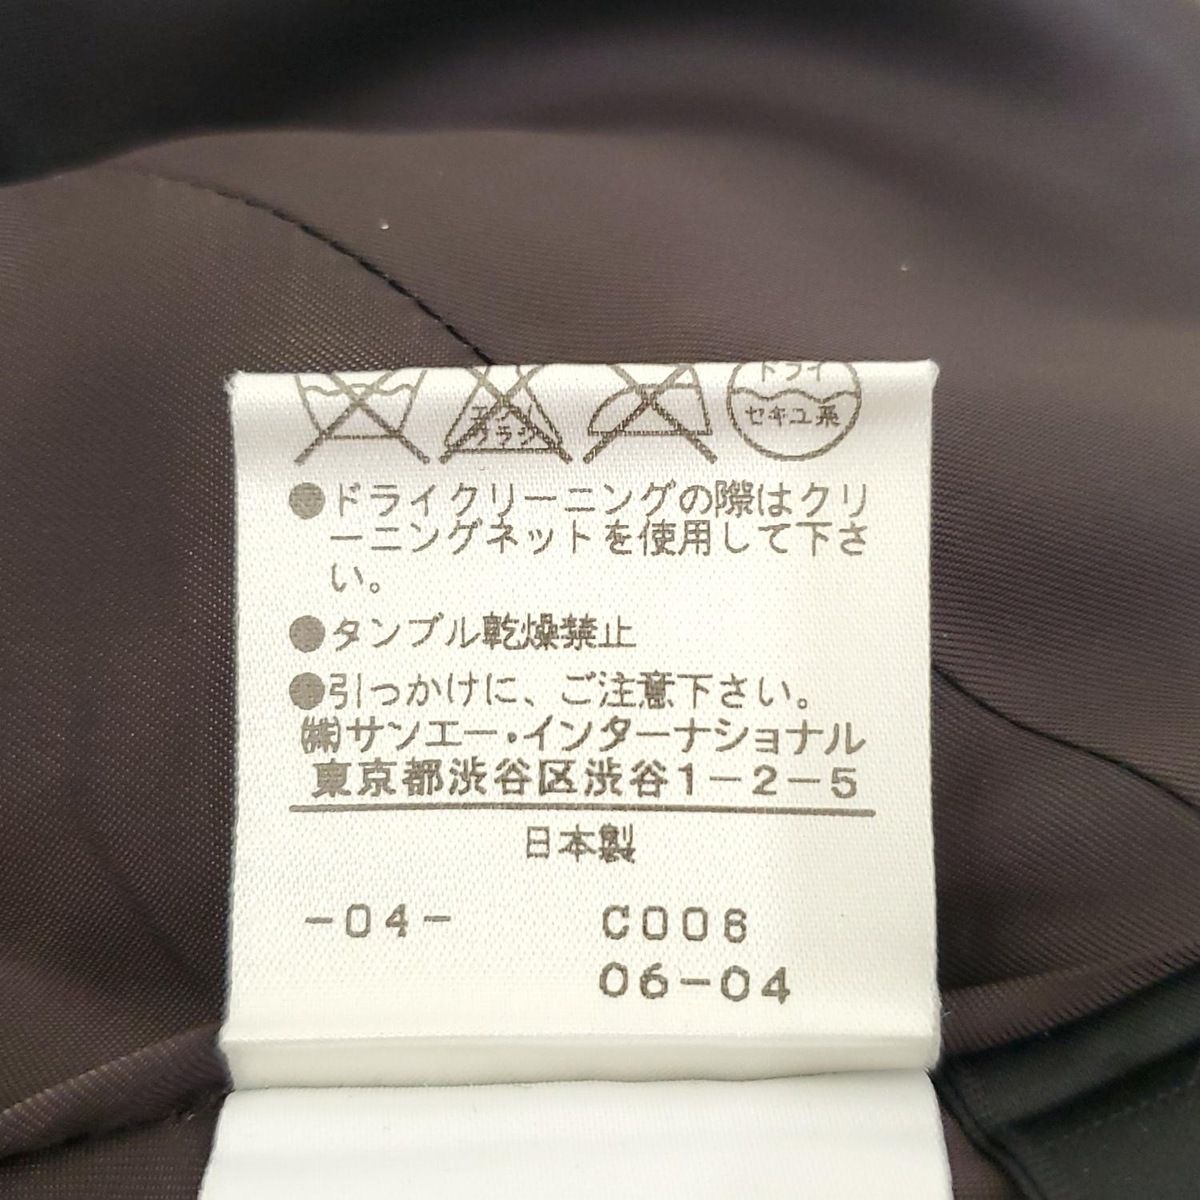 ドライ
セキユ系
●ドライクリーニングの際はクリ
ーニングネットを使用して下さ
い。
●タンブル乾燥禁止
●引っかけに、ご注意下さい。
㈱サンエー・インターナショナル
東京都渋谷区渋谷1-2-5
日本製
-04- C008
06-04